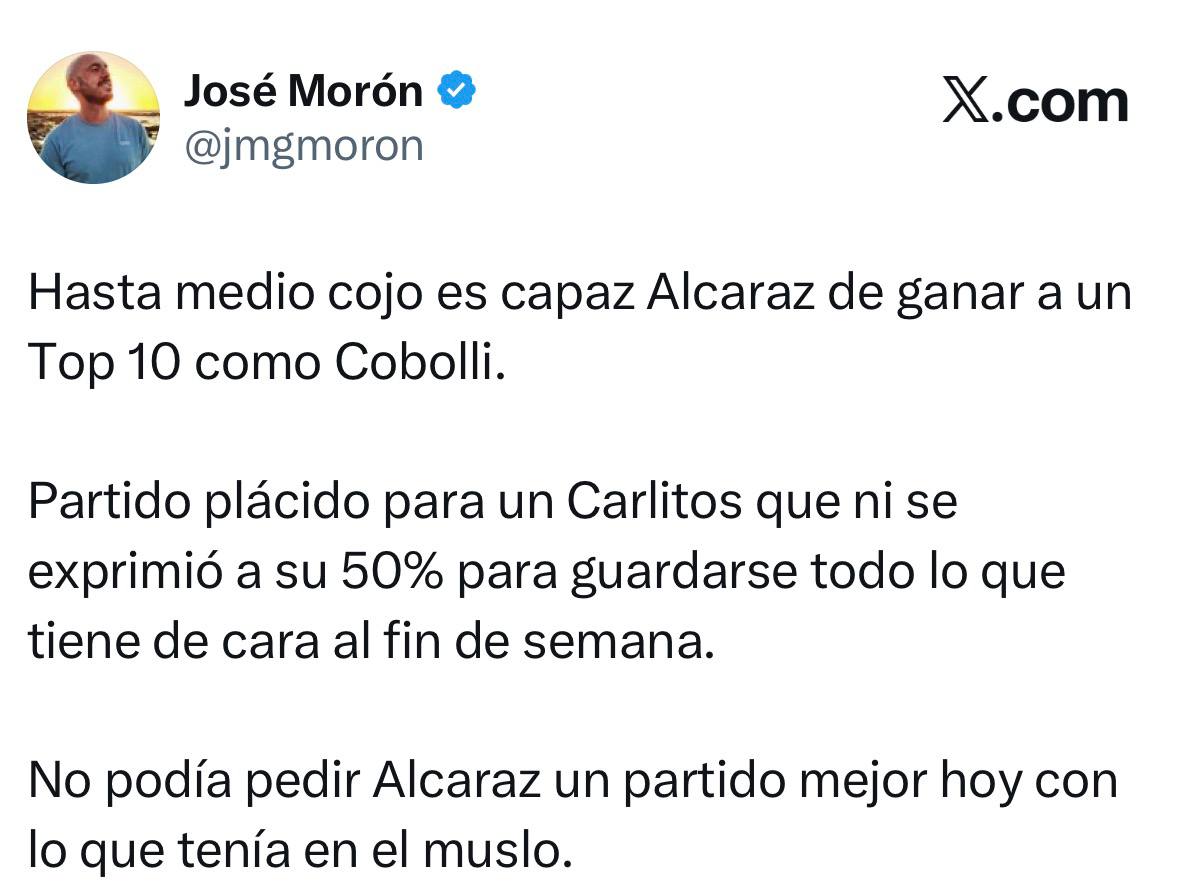 José Morón
X.com
@jmgmoron
Hasta medio cojo es capaz Alcaraz de ganar a un
Top 10 como Cobolli.
Partido plácido para un Carlitos que ni se
exprimió a su 50% para guardarse todo lo que
tiene de cara al fin de semana.
No podía pedir Alcaraz un partido mejor hoy con
lo que tenía en el muslo.